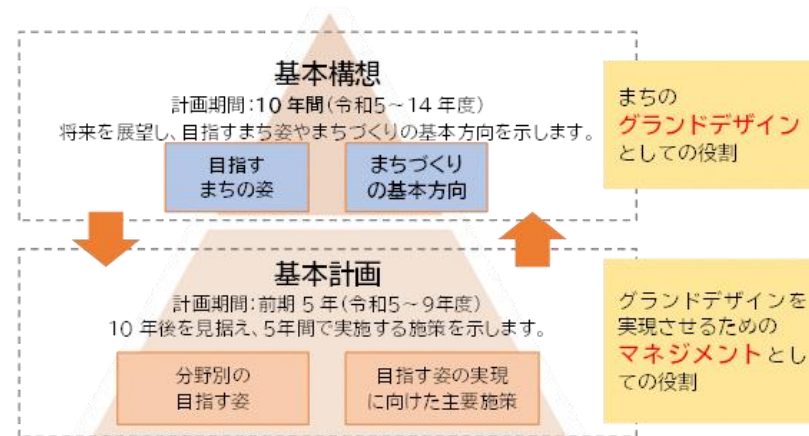 基本構想
計画期間:10 年間(令和5~14 年度)
将来を展望し、目指すまち姿やまちづくりの基本方向を示します。
目指す
まちの姿
まちづくり
の基本方向
まちの
グランドデザイン
としての役割
基本計画
計画期間:前期 5 年(令和5~9年度)
10 年後を見据え、5年間で実施する施策を示します。
分野別の
目指す姿
目指す姿の実現
に向けた主要施策
グランドデザインを
実現させるための
マネジメントとし
ての役割